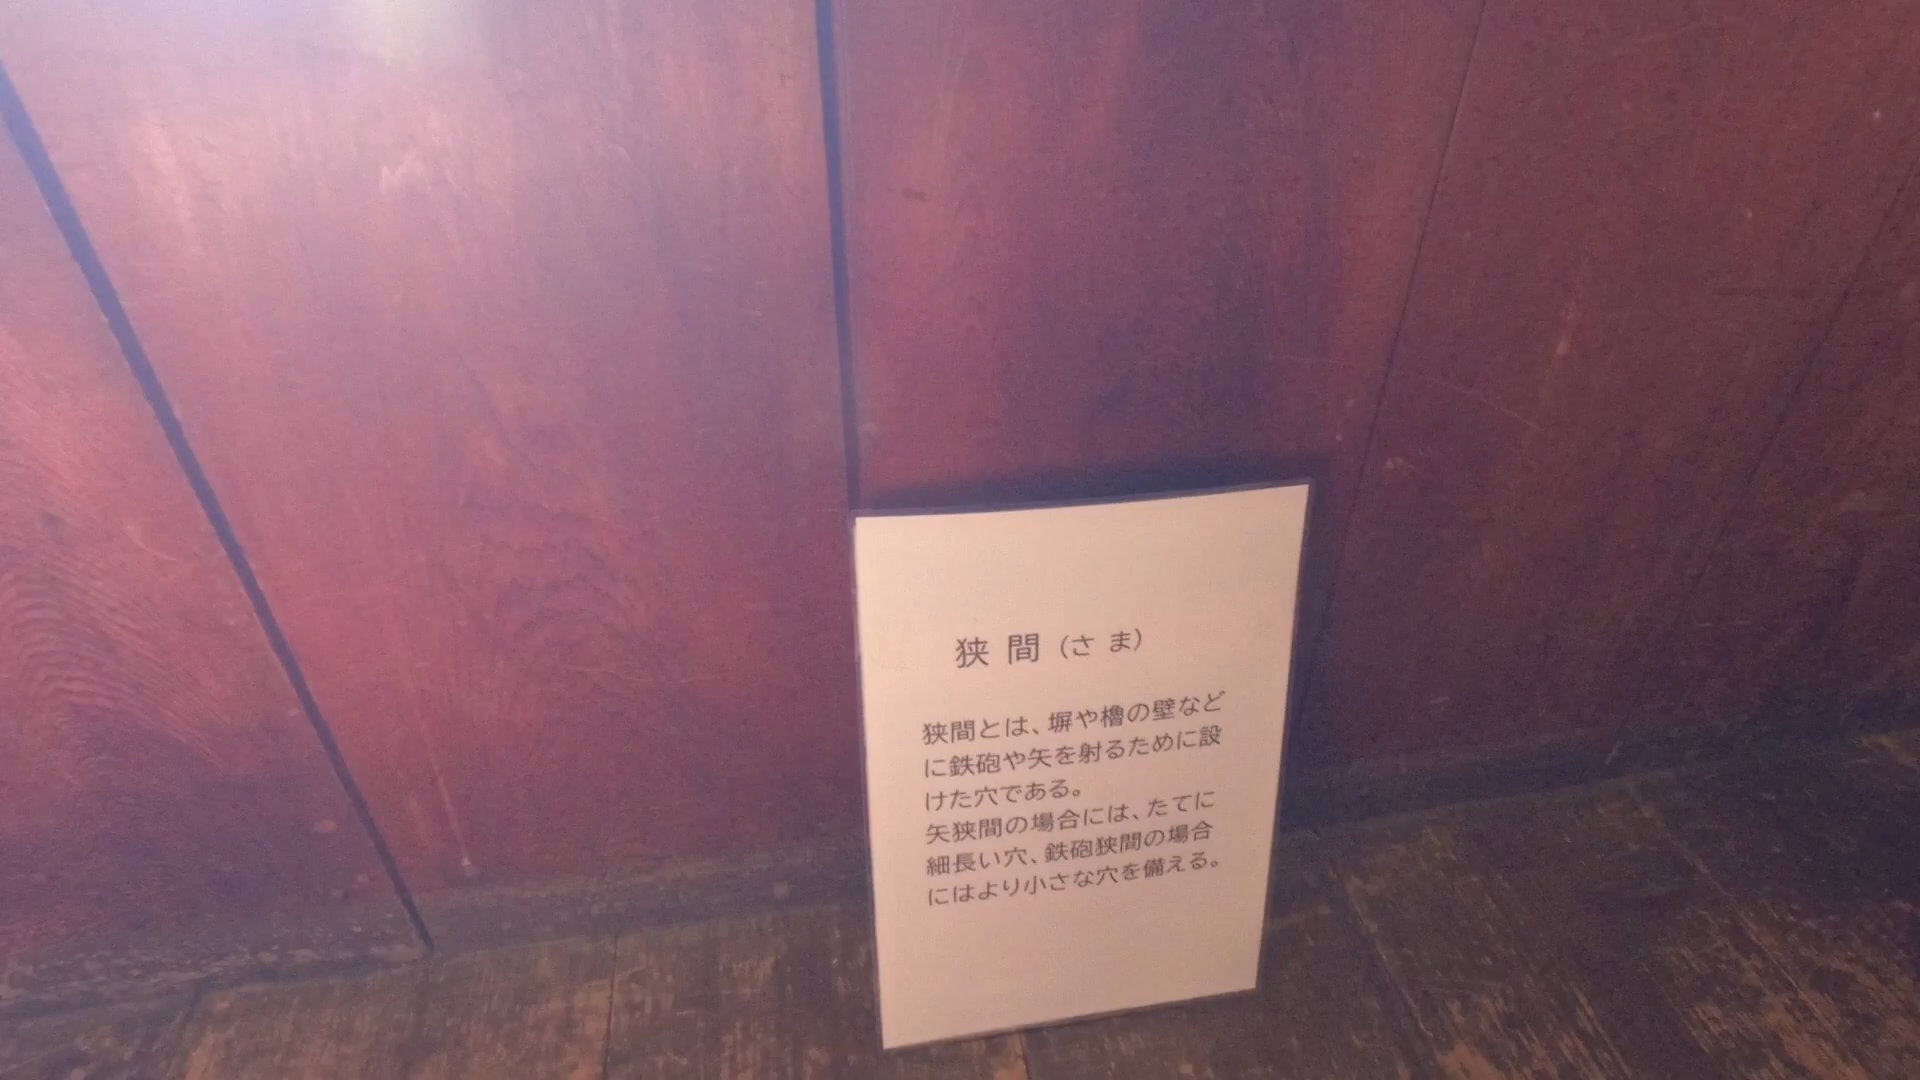 狭間（さま）
狭間とは、塀や櫓の壁など
に鉄砲や矢を射るために設
けた穴である。
矢狭間の場合には、たてに
細長い穴、鉄砲狭間の場合
にはより小さな穴を備える。